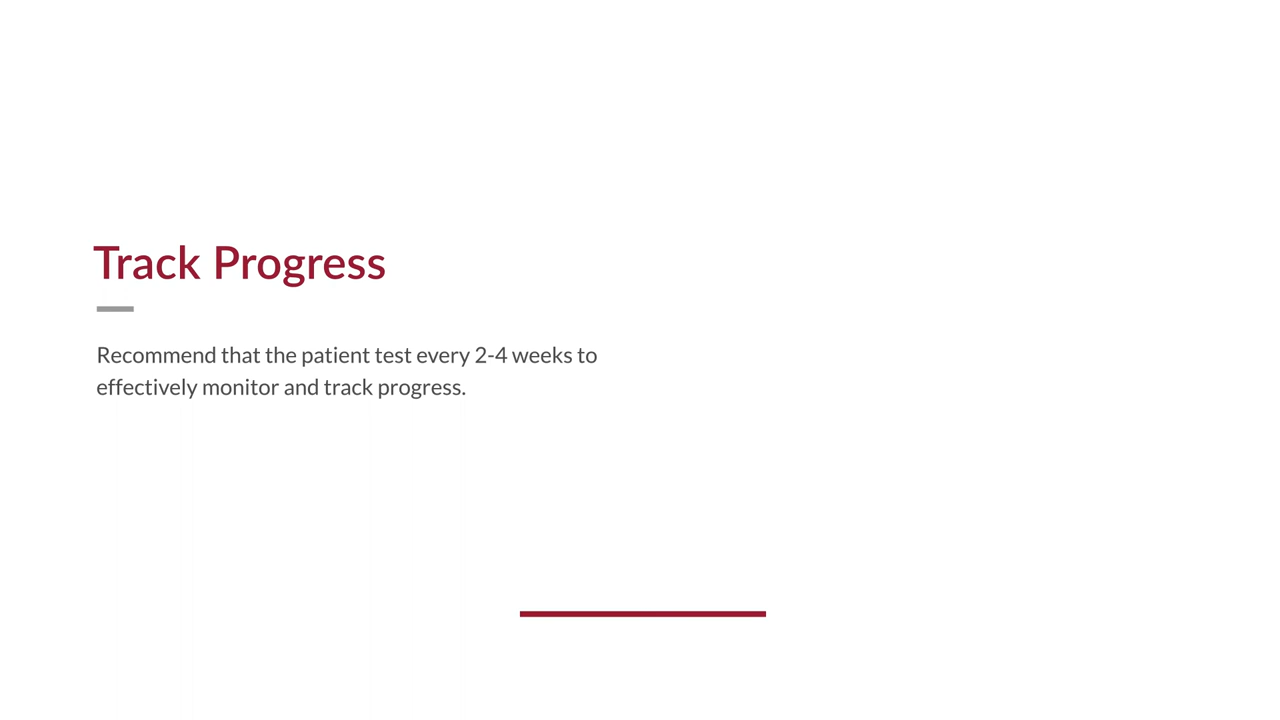 Track Progress
Recommend that the patient test every 2-4 weeks to
effectively monitor and track progress.